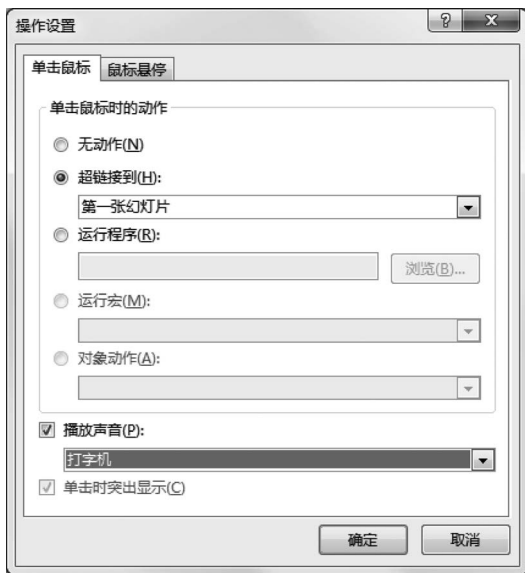 操作设置
单击鼠标 鼠标悬停
单击鼠标时的动作
无动作(N)
超链接到(H):
第一张幻灯片
运行程序(R):
浏览(B)...
运行宏(M):
对象动作(A):
播放声音(P):
打字机
单击时突出显示(C)
确定 取消